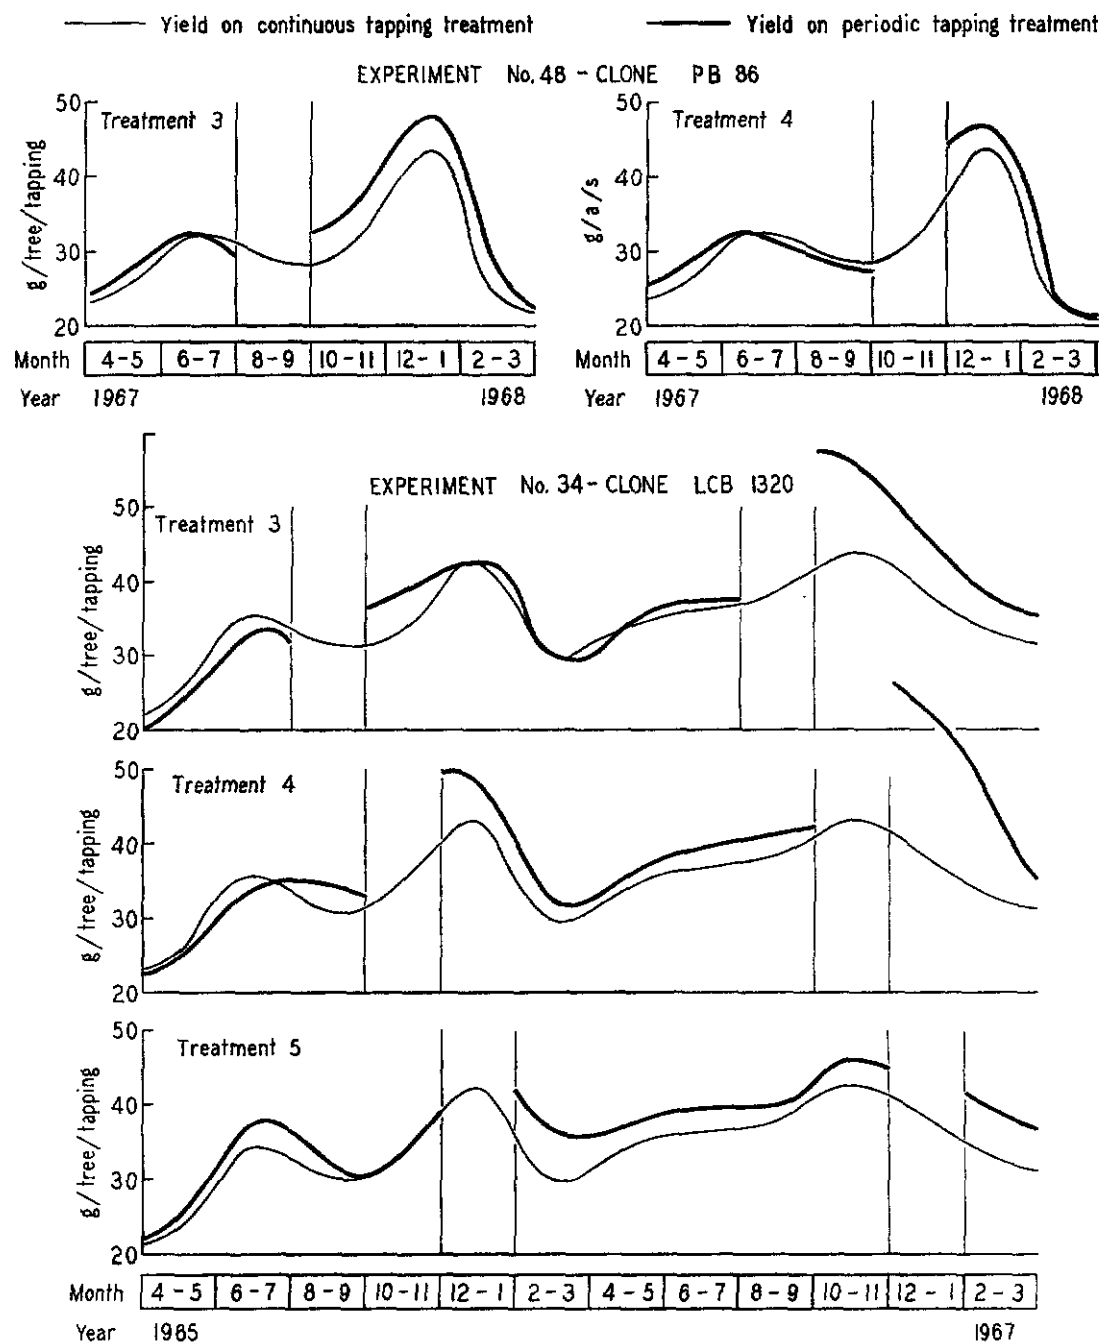 Yield on continuous tapping treatment Yield on periodic tapping treatment
EXPERIMENT No. 48 - CLONE PB 86
Treatment 3
g/tree/tapping
50
40
30
20
Month 4-5 6-7 8-9 10-11 12-1 2-3
Year 1967 1968
Treatment 4
g/a/s
50
40
30
20
Month 4-5 6-7 8-9 10-11 12-1 2-3
Year 1967 1968
EXPERIMENT No. 34 - CLONE LCB 1320
Treatment 3
g/tree/tapping
50
40
30
20
Treatment 4
g/tree/tapping
50
40
30
20
Treatment 5
g/tree/tapping
50
40
30
20
Month 4-5 6-7 8-9 10-11 12-1 2-3 4-5 6-7 8-9 10-11 12-1 2-3
Year 1985 1967